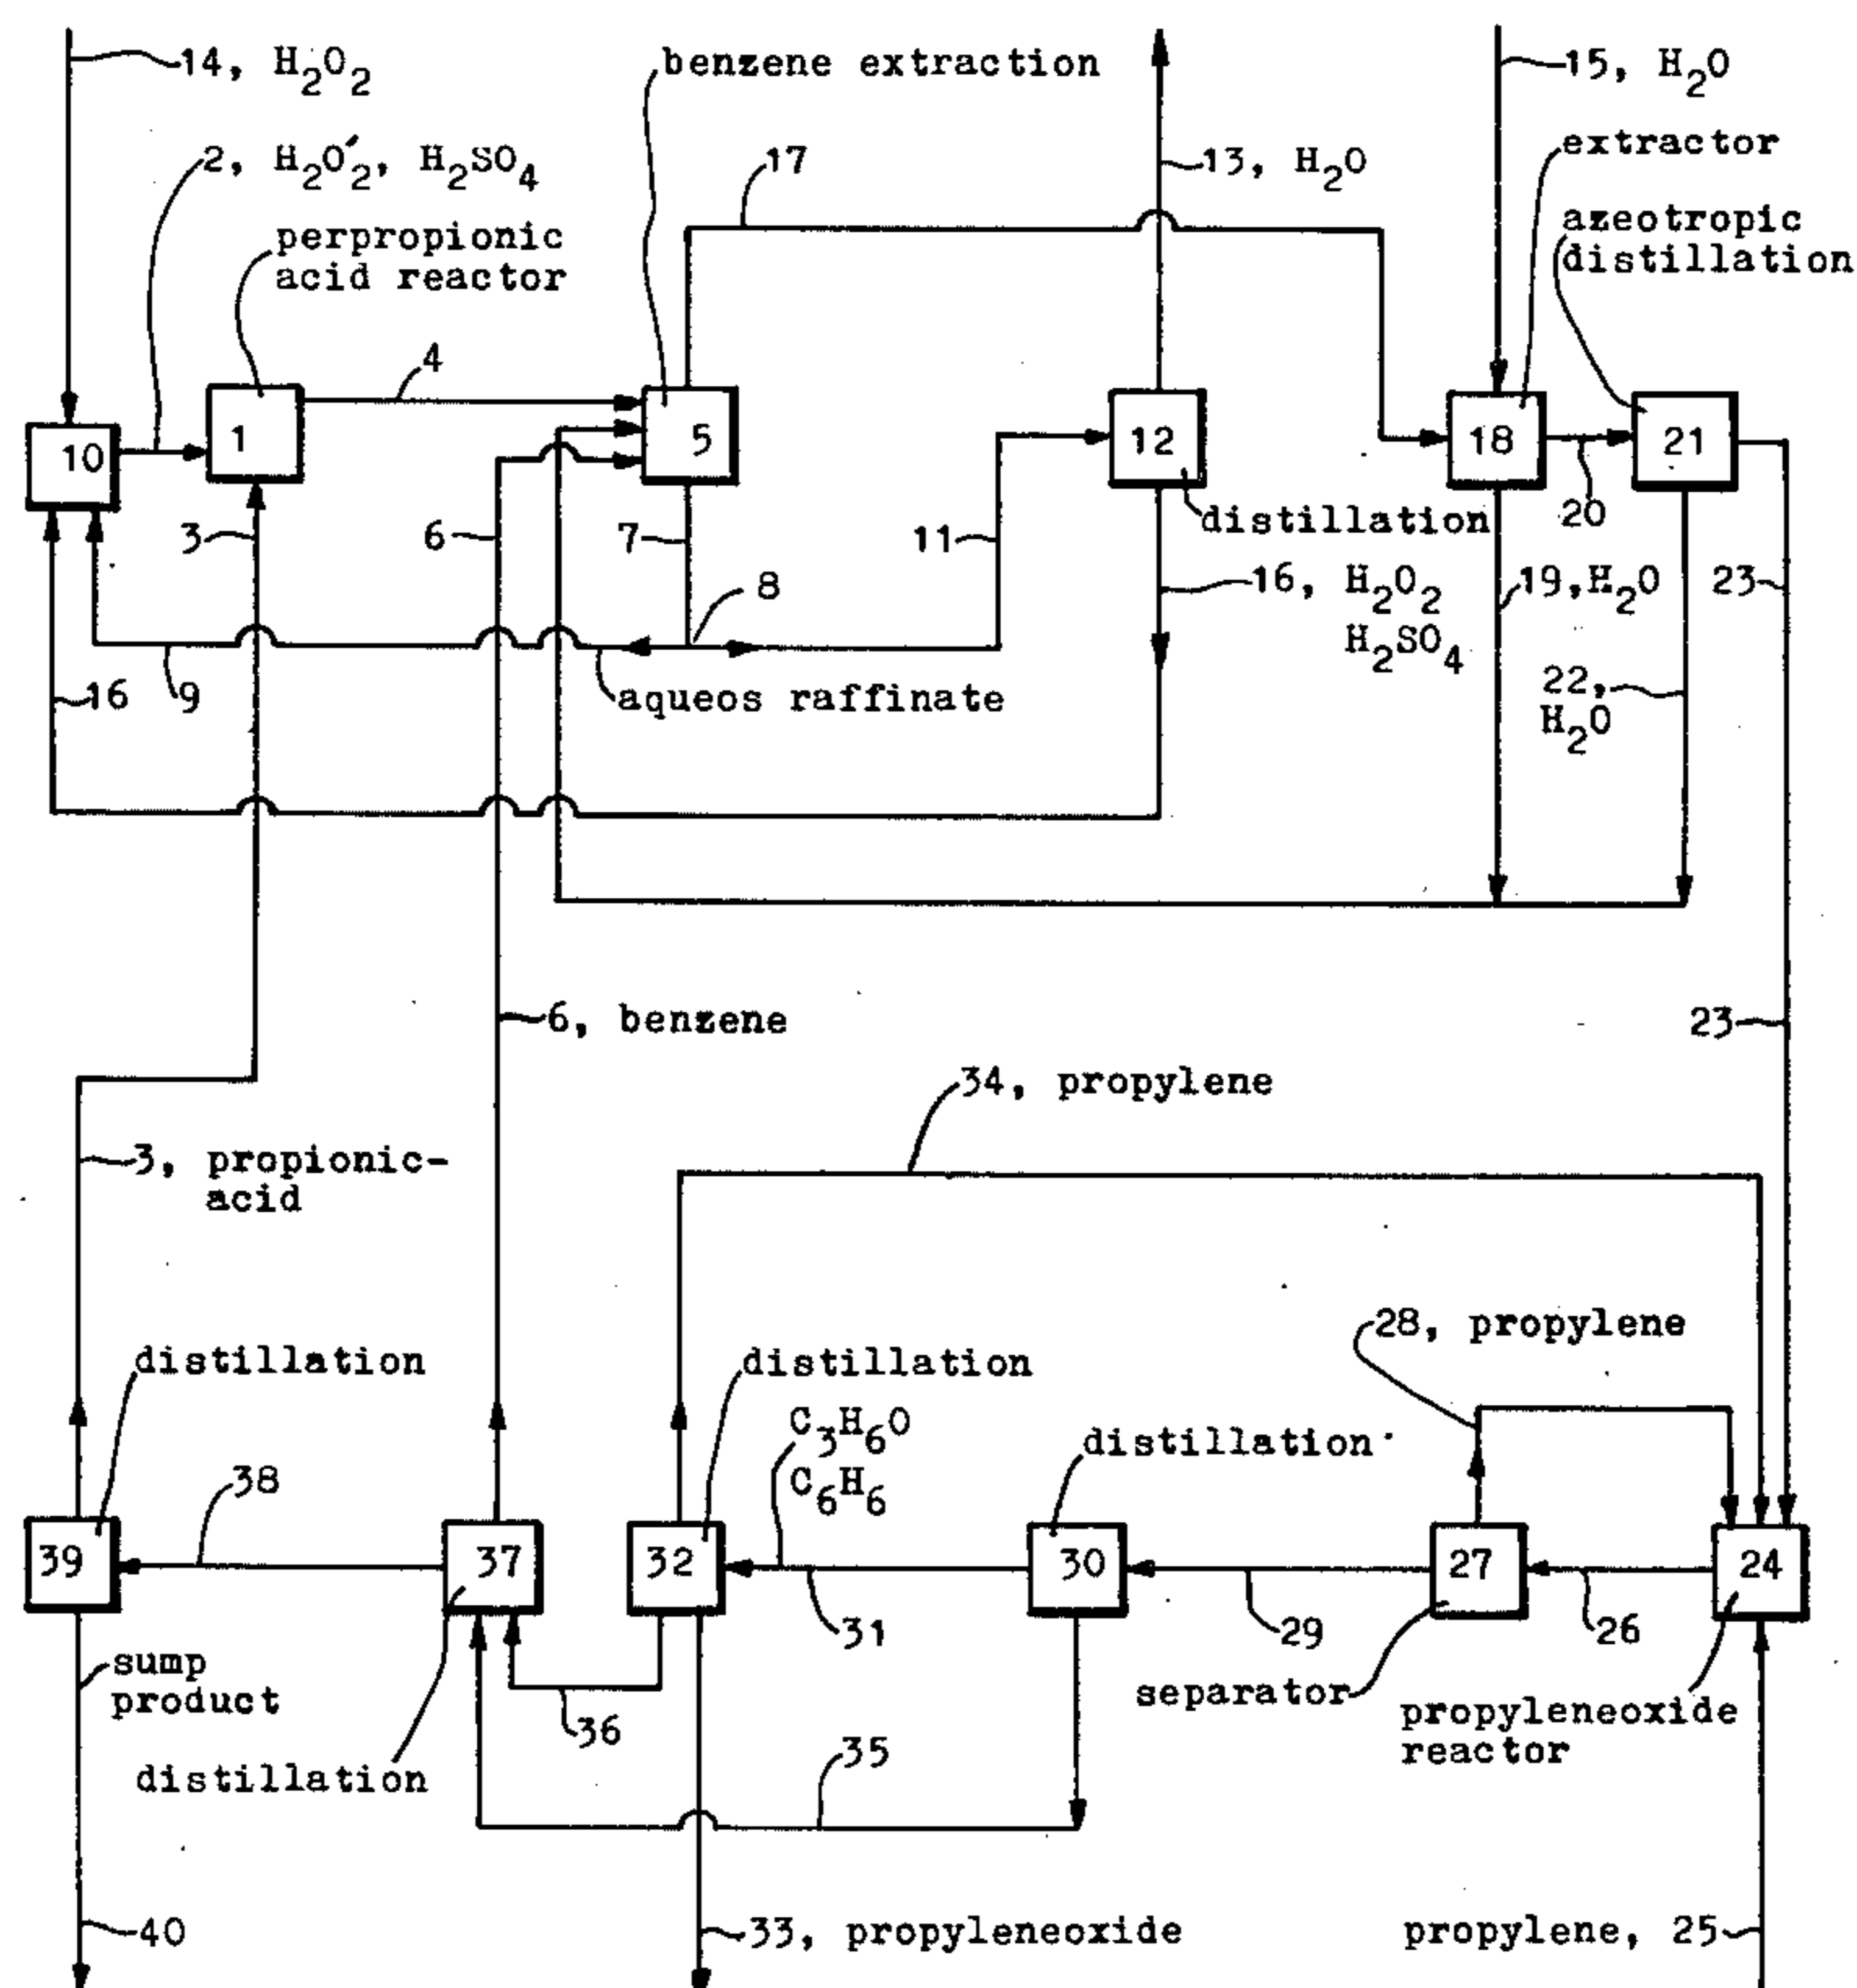 14, H2O2
benzene extraction
15, H2O
2, H2O2, H2SO4
17
13, H2O
extractor
perpropionic
acid reactor
azeotropic
distillation
4
10
1
5
12
18
21
3
6
7
11
distillation
20
8
16, H2O2
H2SO4
19, H2O
23
16
9
aqueos raffinate
22,
H2O
6, benzene
23
34, propylene
3, propionic-
acid
28, propylene
distillation
distillation
C3H6O
C6H6
distillation
38
39
37
32
30
27
24
31
29
26
sump
product
36
separator
propyleneoxide
reactor
distillation
35
40
33, propyleneoxide
propylene, 25